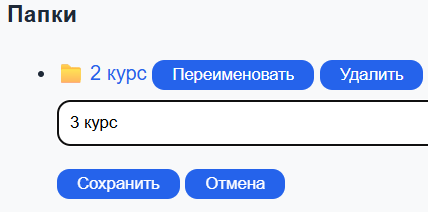 Папки
2 курс Переименовать Удалить
3 курс
Сохранить Отмена